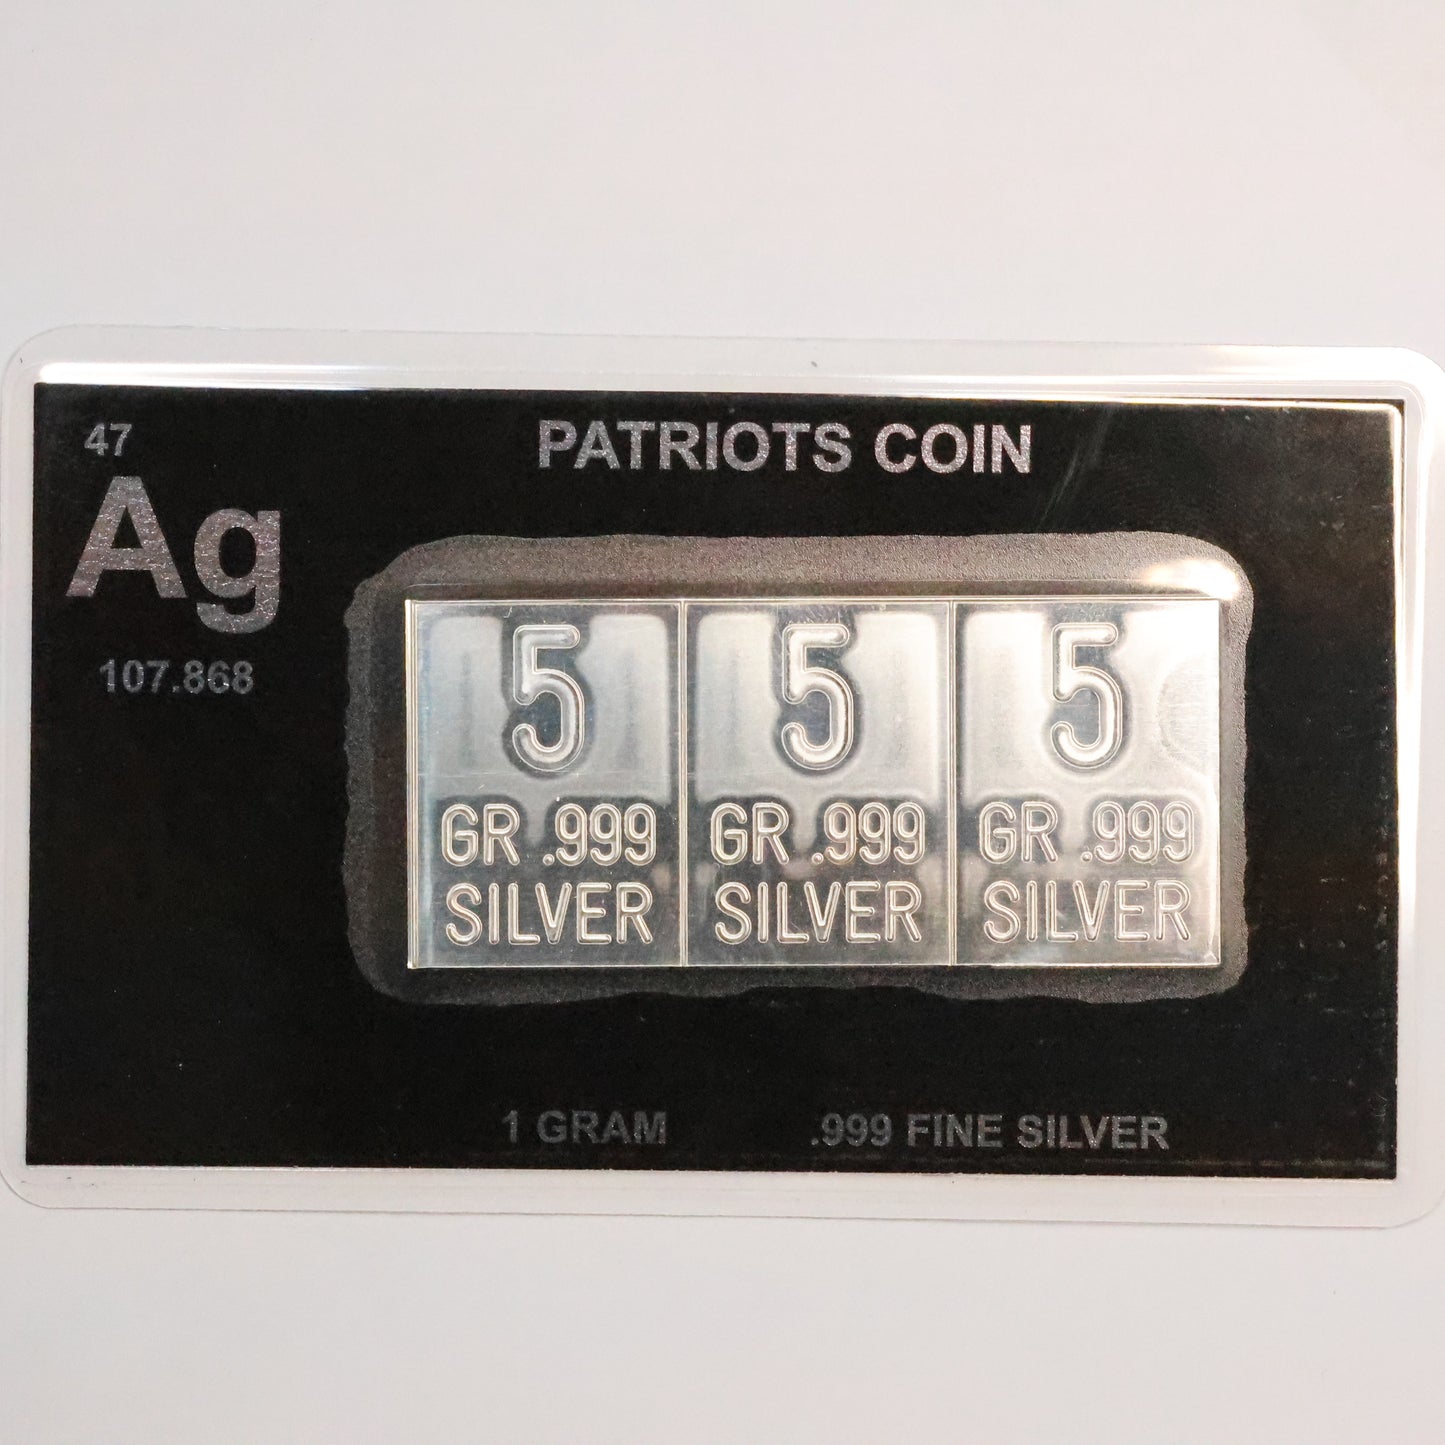 PATRIOTS COIN
47
Ag
107.868
5
GR .999
SILVER
5
GR .999
SILVER
5
GR .999
SILVER
1 GRAM
.999 FINE SILVER